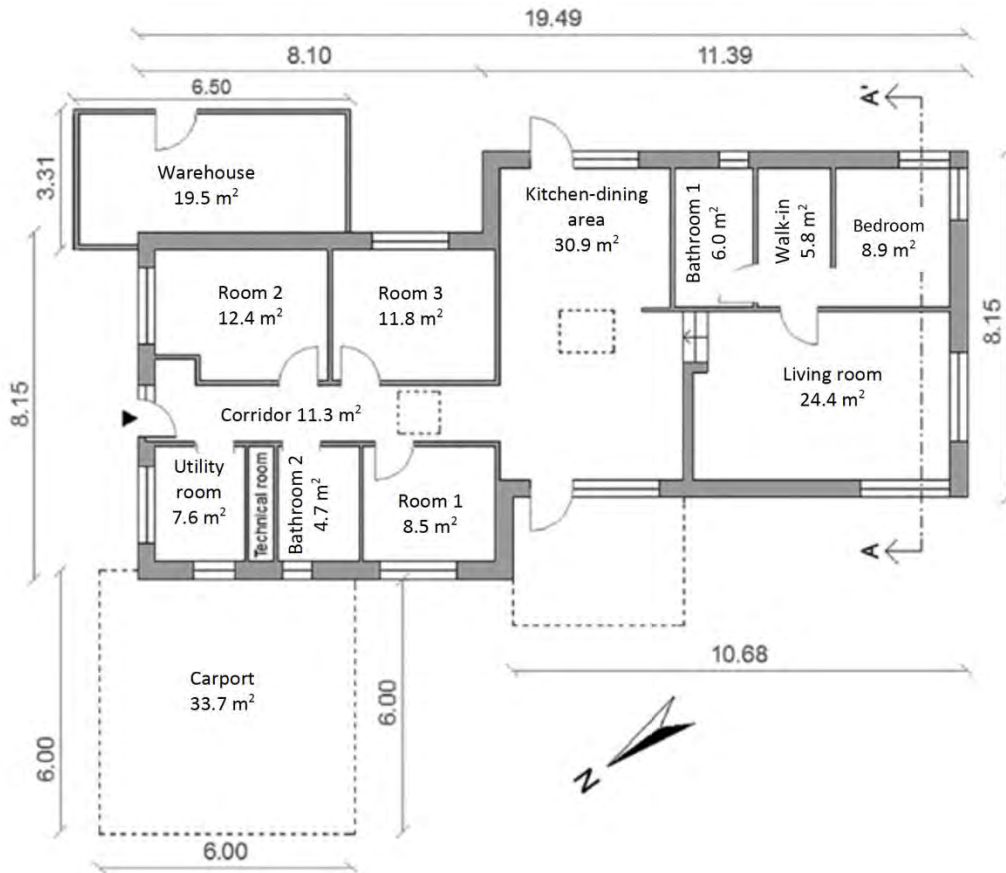 19.49
8.10
11.39
6.50
A'
3.31
Warehouse
19.5 m²
Kitchen-dining
area
30.9 m²
Bathroom 1
6.0 m²
Walk-in
5.8 m²
Bedroom
8.9 m²
Room 2
12.4 m²
Room 3
11.8 m²
8.15
8.15
Living room
24.4 m²
Corridor 11.3 m²
Utility
room
7.6 m²
Technical room
Bathroom 2
4.7 m²
Room 1
8.5 m²
A
10.68
Carport
33.7 m²
6.00
6.00
N
6.00